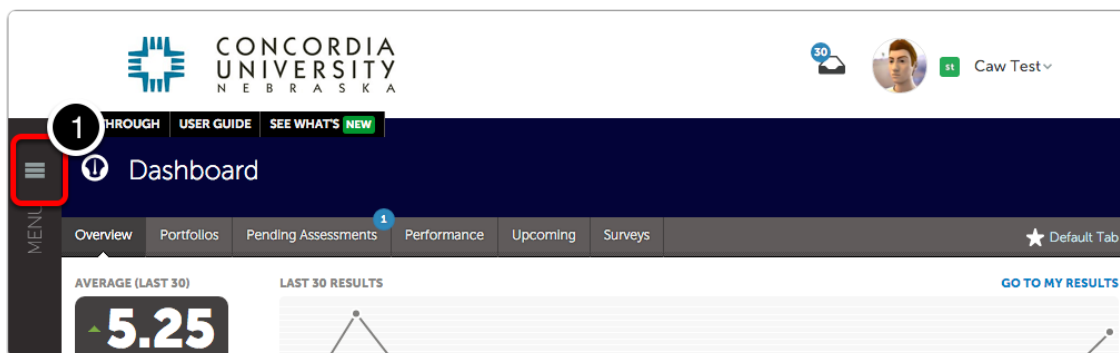 CONCORDIA
UNIVERSITY
NEBRASKA
30
st Caw Test
1
THROUGH USER GUIDE SEE WHAT'S NEW
Dashboard
MENU
1
Overview Portfolios Pending Assessments Performance Upcoming Surveys Default Tab
AVERAGE (LAST 30) LAST 30 RESULTS GO TO MY RESULTS
5.25